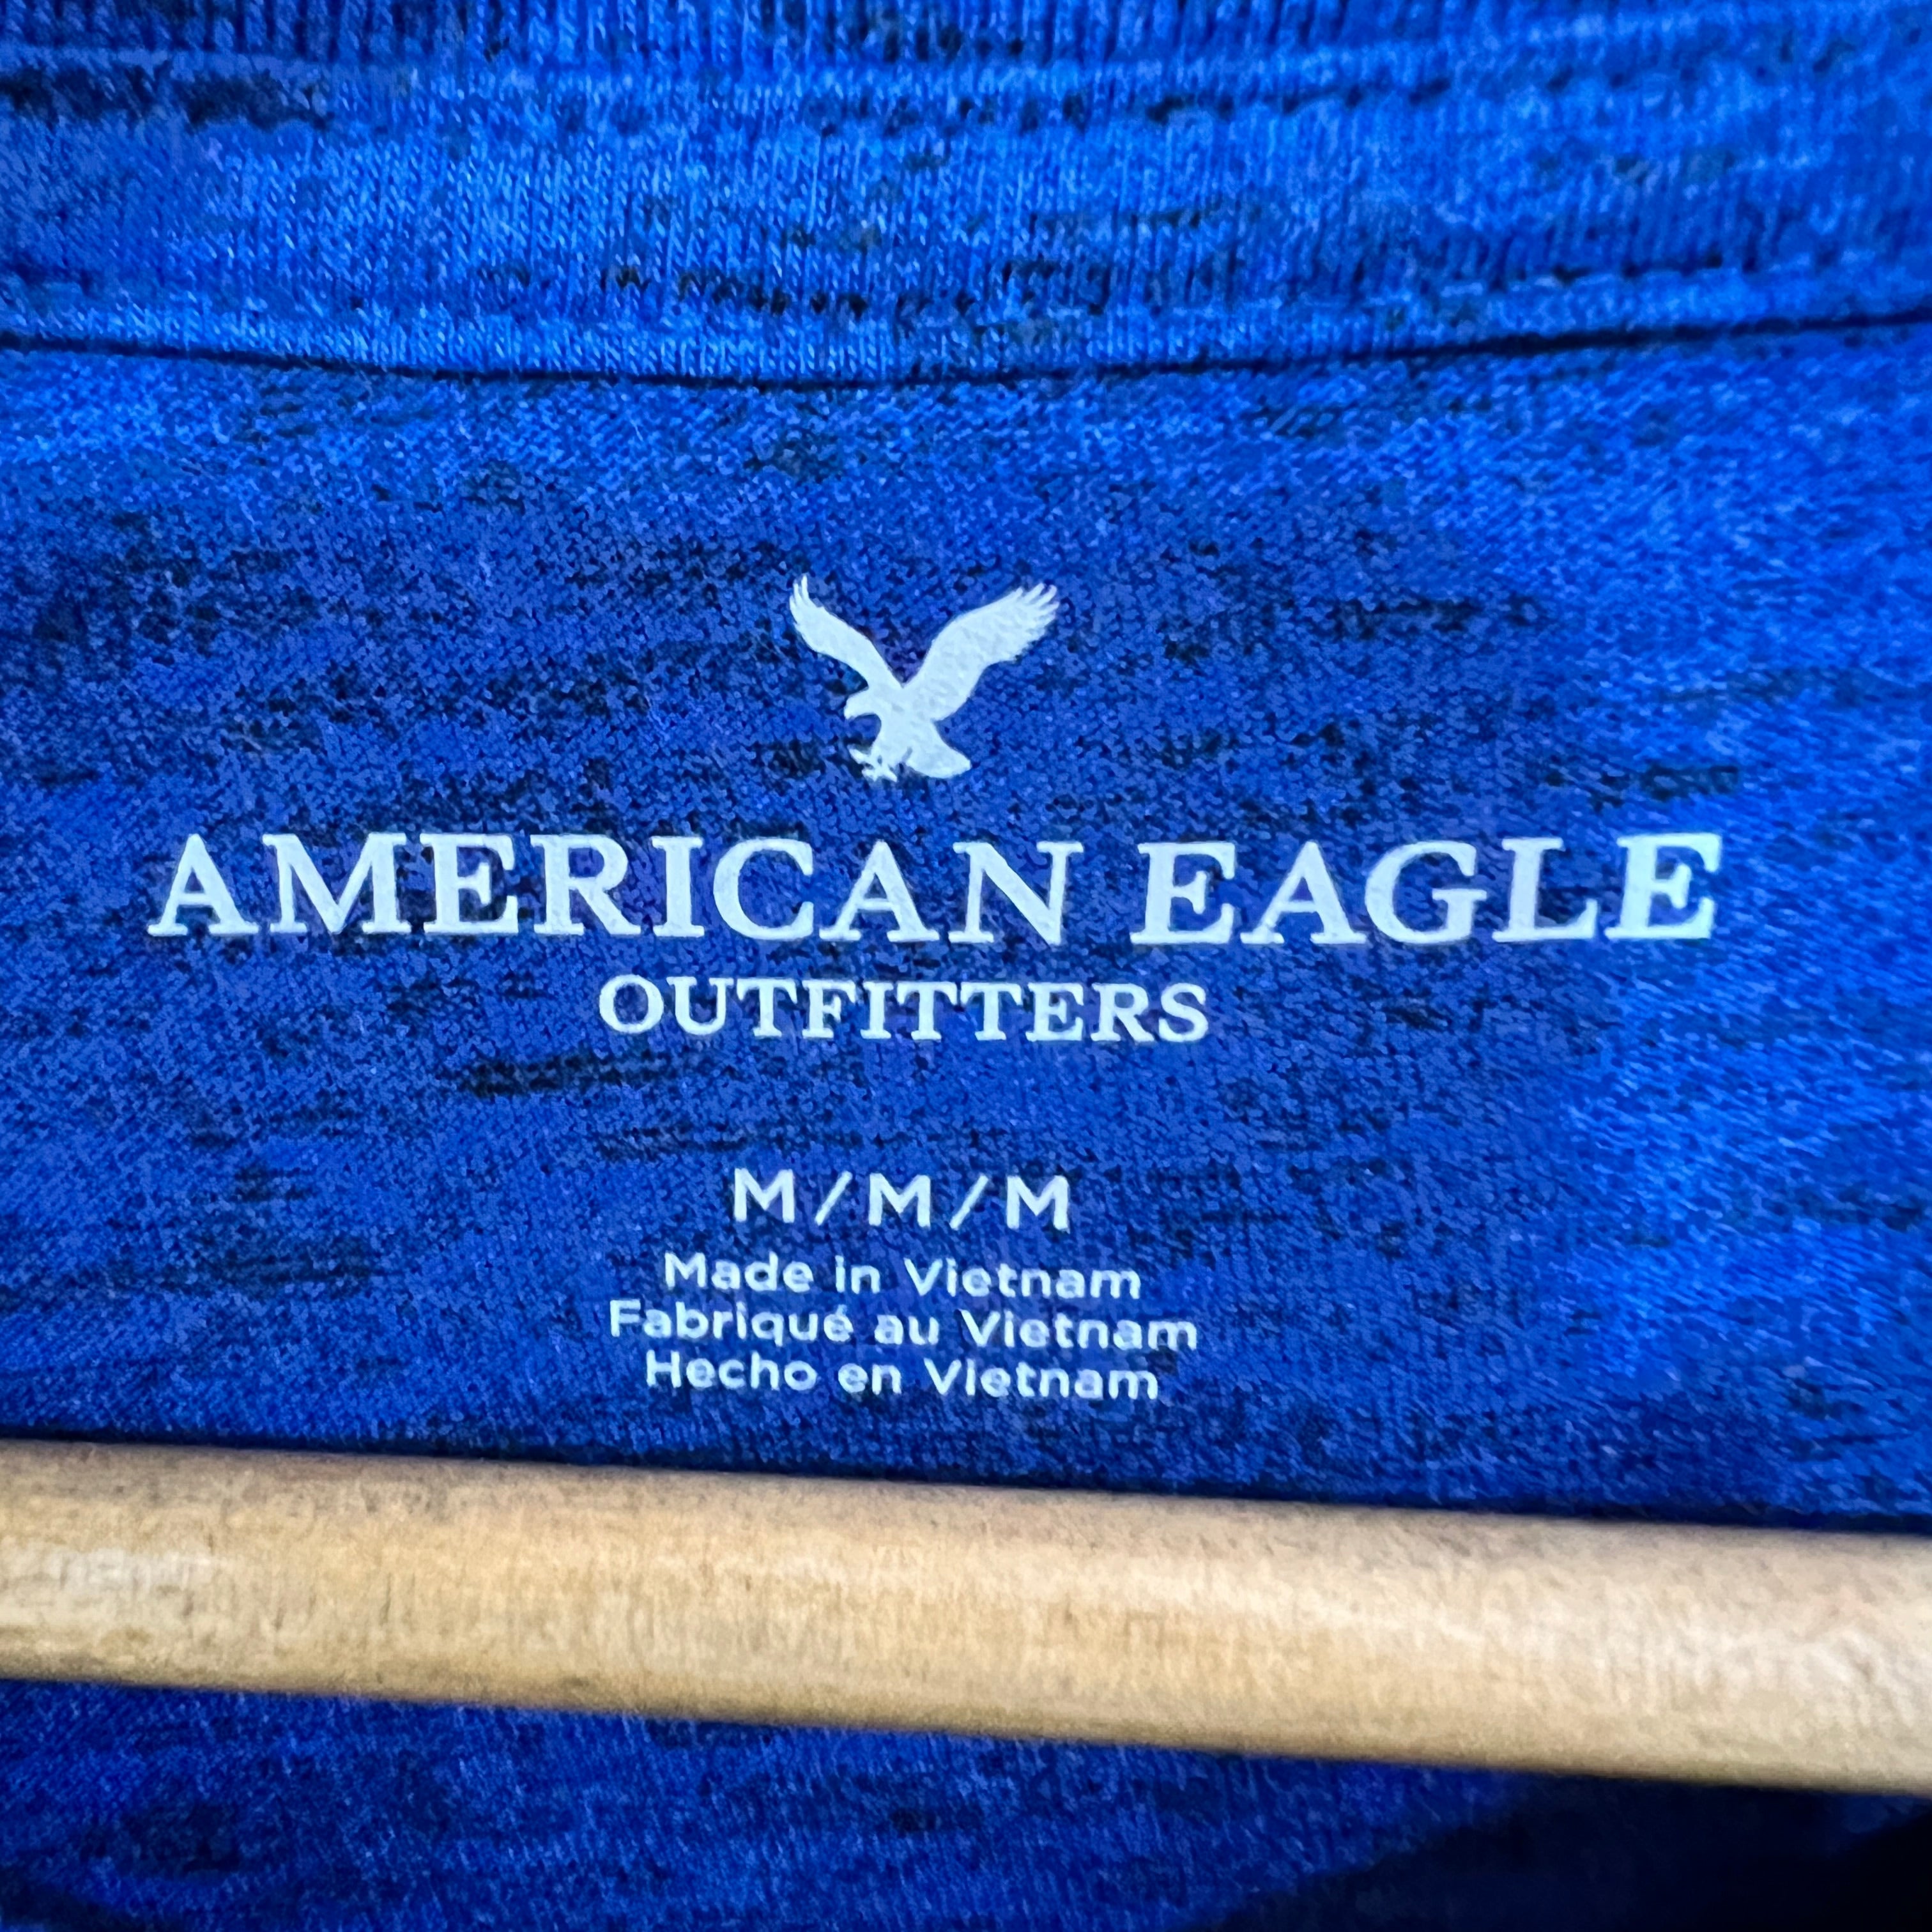 AMERICAN EAGLE
OUTFITTERS
M/M/M
Made in Vietnam
Fabriqué au Vietnam
Hecho en Vietnam